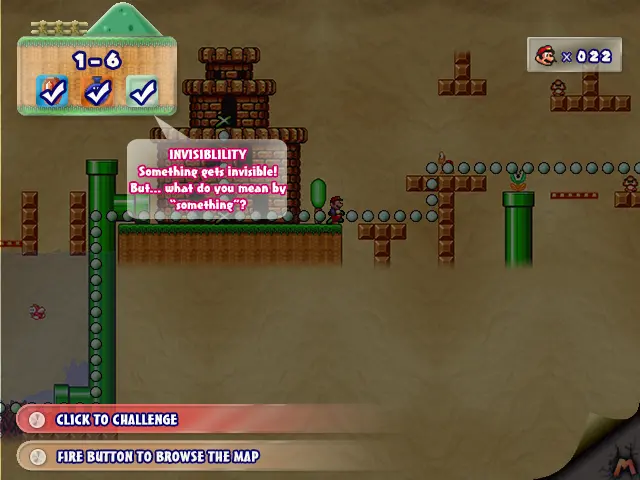 1-6
× 022
INVISIBLILITY
Something gets invisible!
But... what do you mean by
"something"?
CLICK TO CHALLENGE
FIRE BUTTON TO BROWSE THE MAP
M